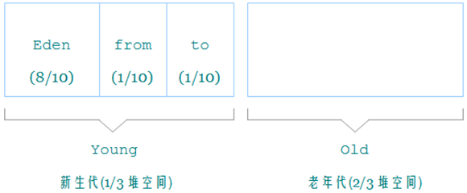 Eden from to
(8/10) (1/10) (1/10)
Young Old
新生代(1/3 堆空间) 老年代(2/3 堆空间)